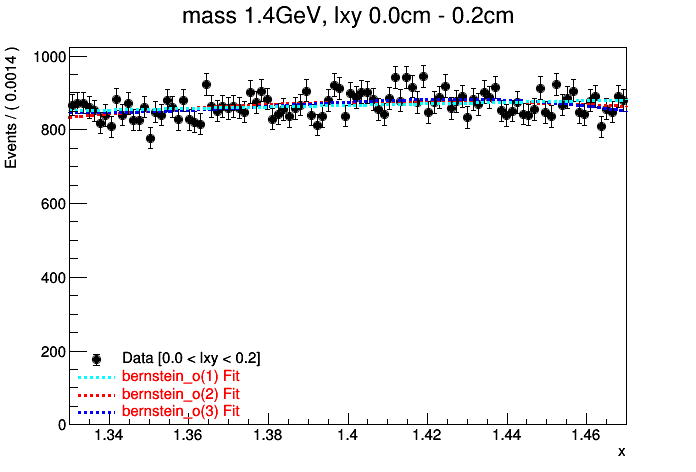 mass 1.4GeV, lxy 0.0cm - 0.2cm
Events / ( 0.0014 )
1000
800
600
400
200
0
Data [0.0 < lxy < 0.2]
bernstein_o(1) Fit
bernstein_o(2) Fit
bernstein_o(3) Fit
1.34 1.36 1.38 1.4 1.42 1.44 1.46
x